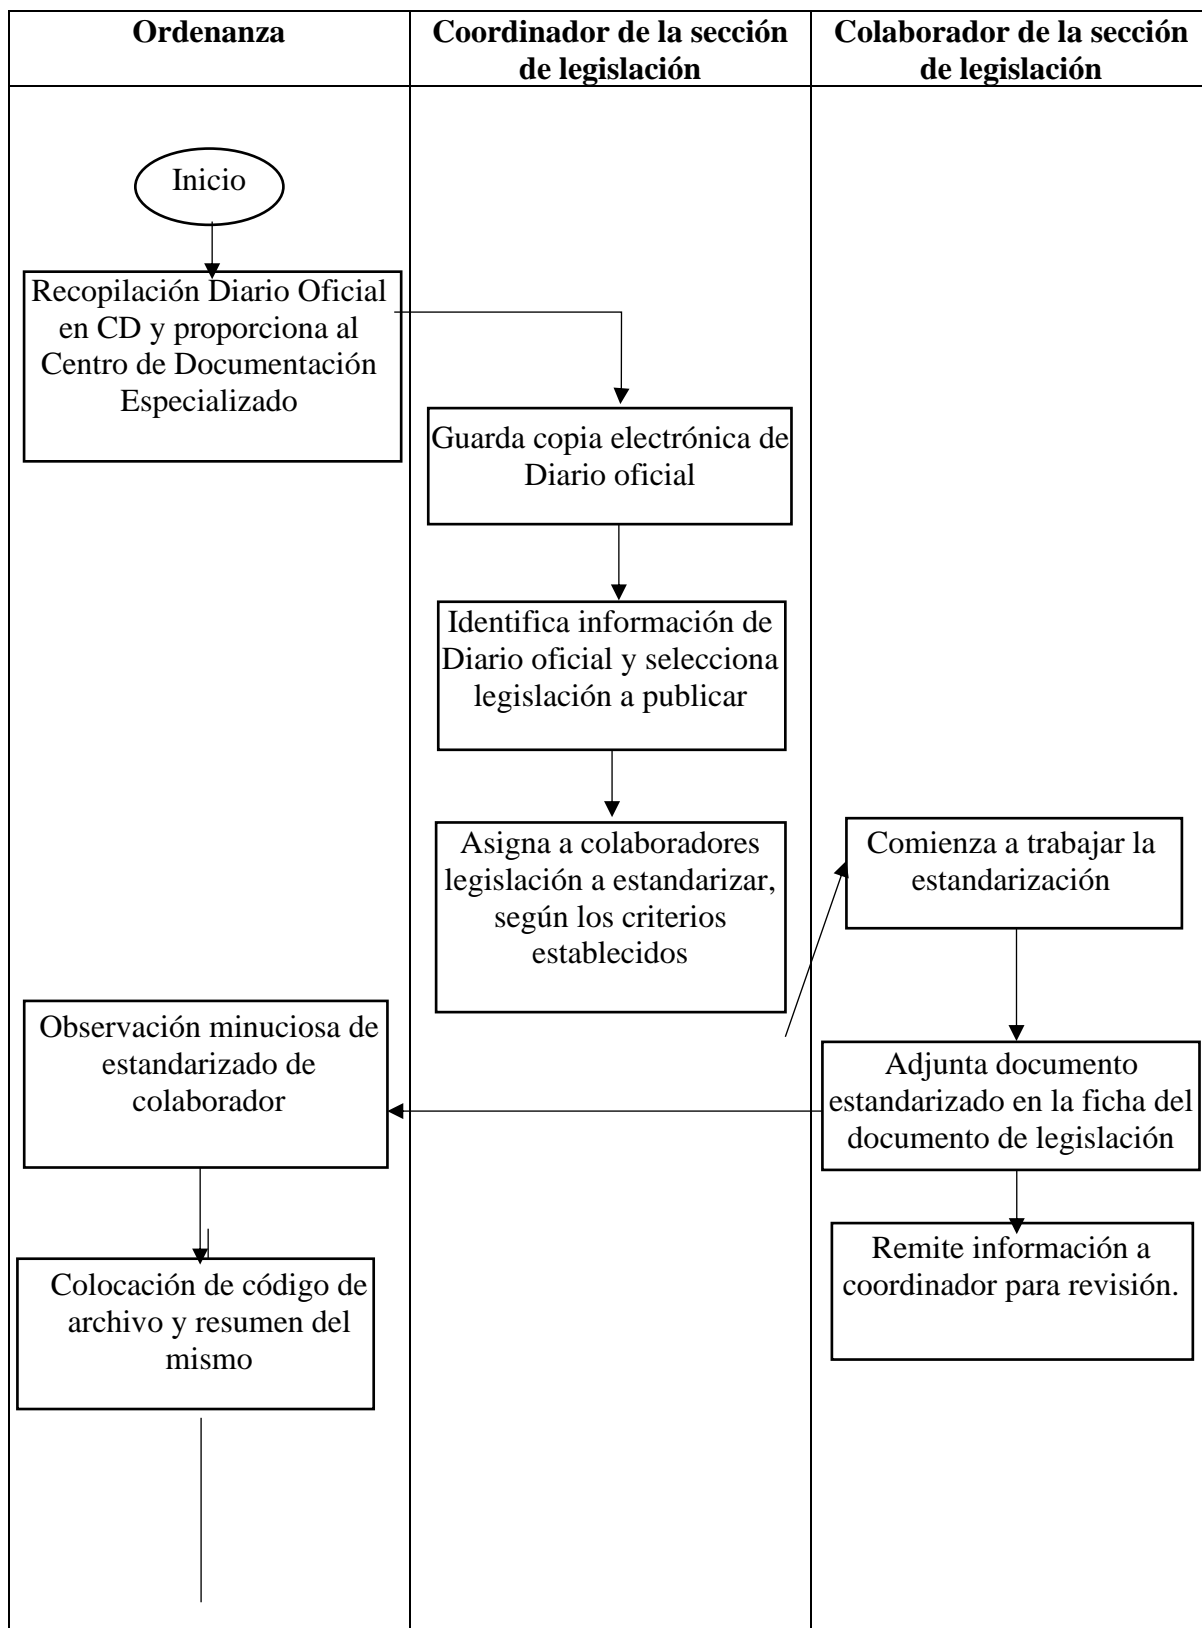 Ordenanza
Coordinador de la sección
de legislación
Colaborador de la sección
de legislación
Inicio
Recopilación Diario Oficial
en CD y proporciona al
Centro de Documentación
Especializado
Guarda copia electrónica de
Diario oficial
Identifica información de
Diario oficial y selecciona
legislación a publicar
Asigna a colaboradores
legislación a estandarizar,
según los criterios
establecidos
Comienza a trabajar la
estandarización
Adjunta documento
estandarizado en la ficha del
documento de legislación
Observación minuciosa de
estandarizado de
colaborador
Remite información a
coordinador para revisión.
Colocación de código de
archivo y resumen del
mismo